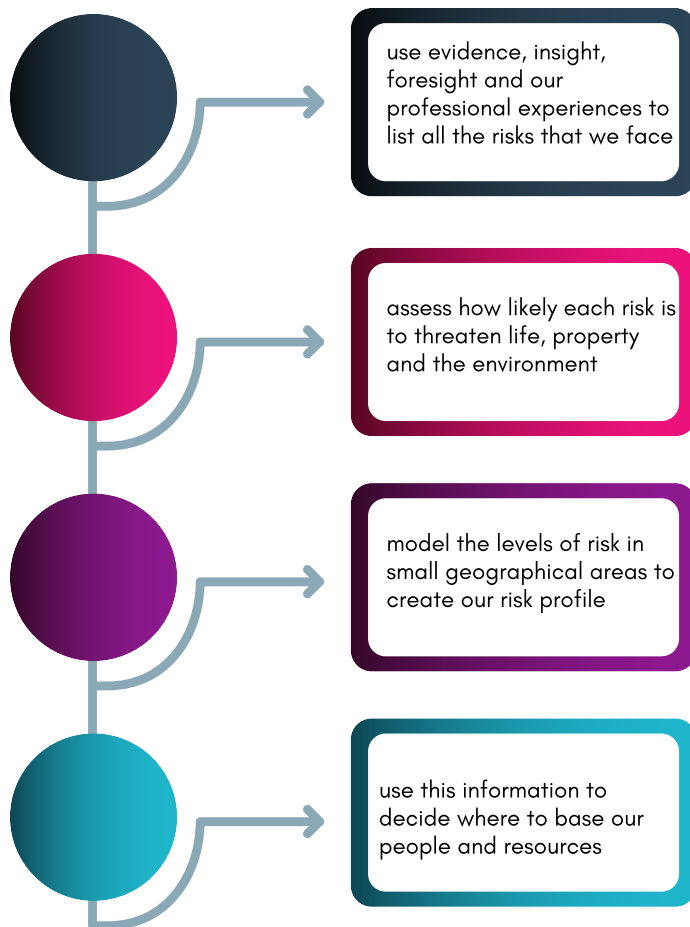 use evidence, insight,
foresight and our
professional experiences to
list all the risks that we face
assess how likely each risk is
to threaten life, property
and the environment
model the levels of risk in
small geographical areas to
create our risk profile
use this information to
decide where to base our
people and resources